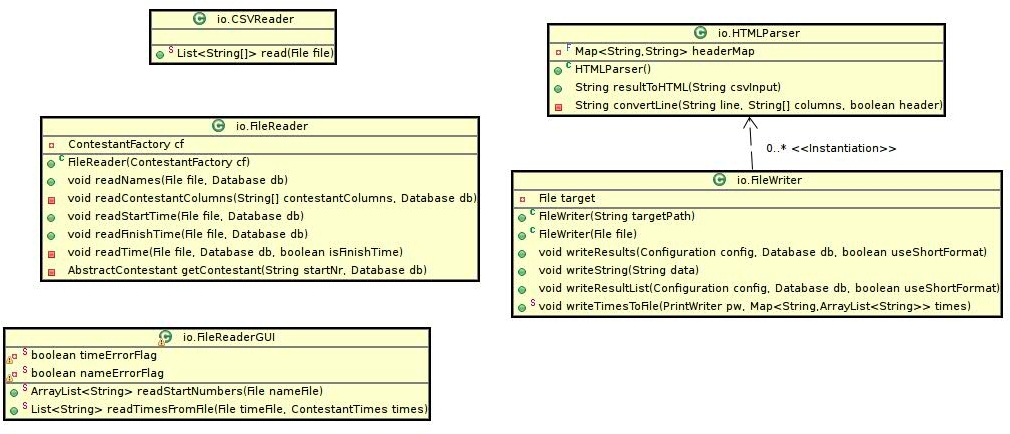 io.CSVReader
List<String[]> read(File file)
io.HTMLParser
Map<String,String> headerMap
HTMLParser()
String resultToHTML(String csvInput)
String convertLine(String line, String[] columns, boolean header)
io.FileReader
ContestantFactory cf
FileReader(ContestantFactory cf)
void readNames(File file, Database db)
void readContestantColumns(String[] contestantColumns, Database db)
void readStartTime(File file, Database db)
void readFinishTime(File file, Database db)
void readTime(File file, Database db, boolean isFinishTime)
AbstractContestant getContestant(String startNr, Database db)
0..* <<Instantiation>>
io.FileWriter
File target
FileWriter(String targetPath)
FileWriter(File file)
void writeResults(Configuration config, Database db, boolean useShortFormat)
void writeString(String data)
void writeResultList(Configuration config, Database db, boolean useShortFormat)
void writeTimesToFile(PrintWriter pw, Map<String,ArrayList<String>> times)
io.FileReaderGUI
boolean timeErrorFlag
boolean nameErrorFlag
ArrayList<String> readStartNumbers(File nameFile)
List<String> readTimesFromFile(File timeFile, ContestantTimes times)